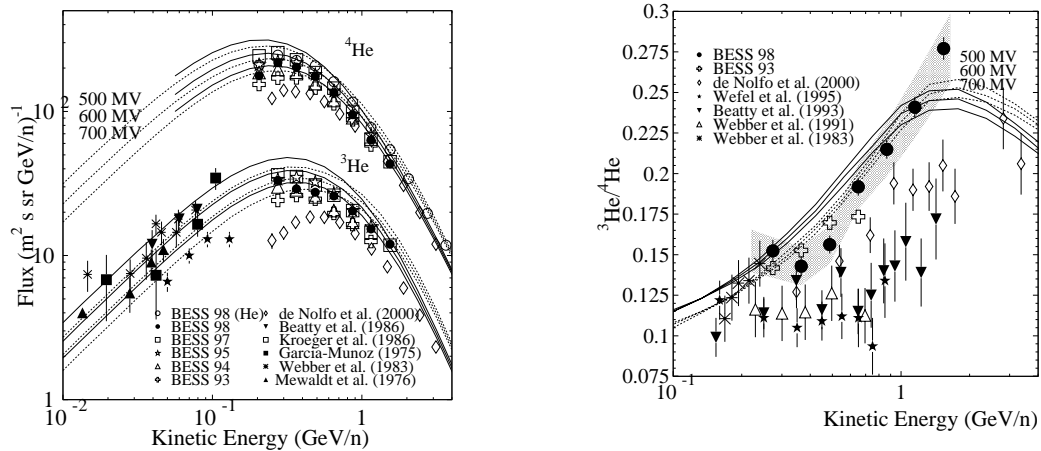 Flux (m² s sr GeV/n)⁻¹
10²
10
1
⁴He
500 MV
600 MV
700 MV
³He
BESS 98 (He)
BESS 98
BESS 97
BESS 95
BESS 94
BESS 93
de Nolfo et al. (2000)
Beatty et al. (1986)
Kroeger et al. (1986)
Garcia-Munoz (1975)
Webber et al. (1983)
Mewaldt et al. (1976)
10⁻² 10⁻¹ 1
Kinetic Energy (GeV/n)
³He/⁴He
0.3
0.275
0.25
0.225
0.2
0.175
0.15
0.125
0.1
0.075
BESS 98
BESS 93
de Nolfo et al. (2000)
Wefel et al. (1995)
Beatty et al. (1993)
Webber et al. (1991)
Webber et al. (1983)
500 MV
600 MV
700 MV
10⁻¹ 1
Kinetic Energy (GeV/n)